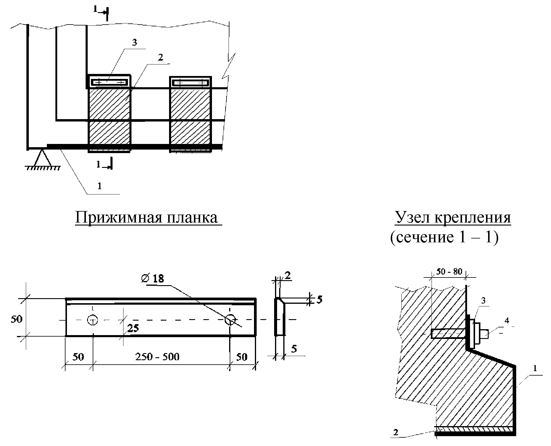 1
3
2
1
1
Прижимная планка
Узел крепления
(сечение 1 – 1)
2
5
Ø 18
50
25
5
50
250 - 500
50
50 - 80
3
4
1
2